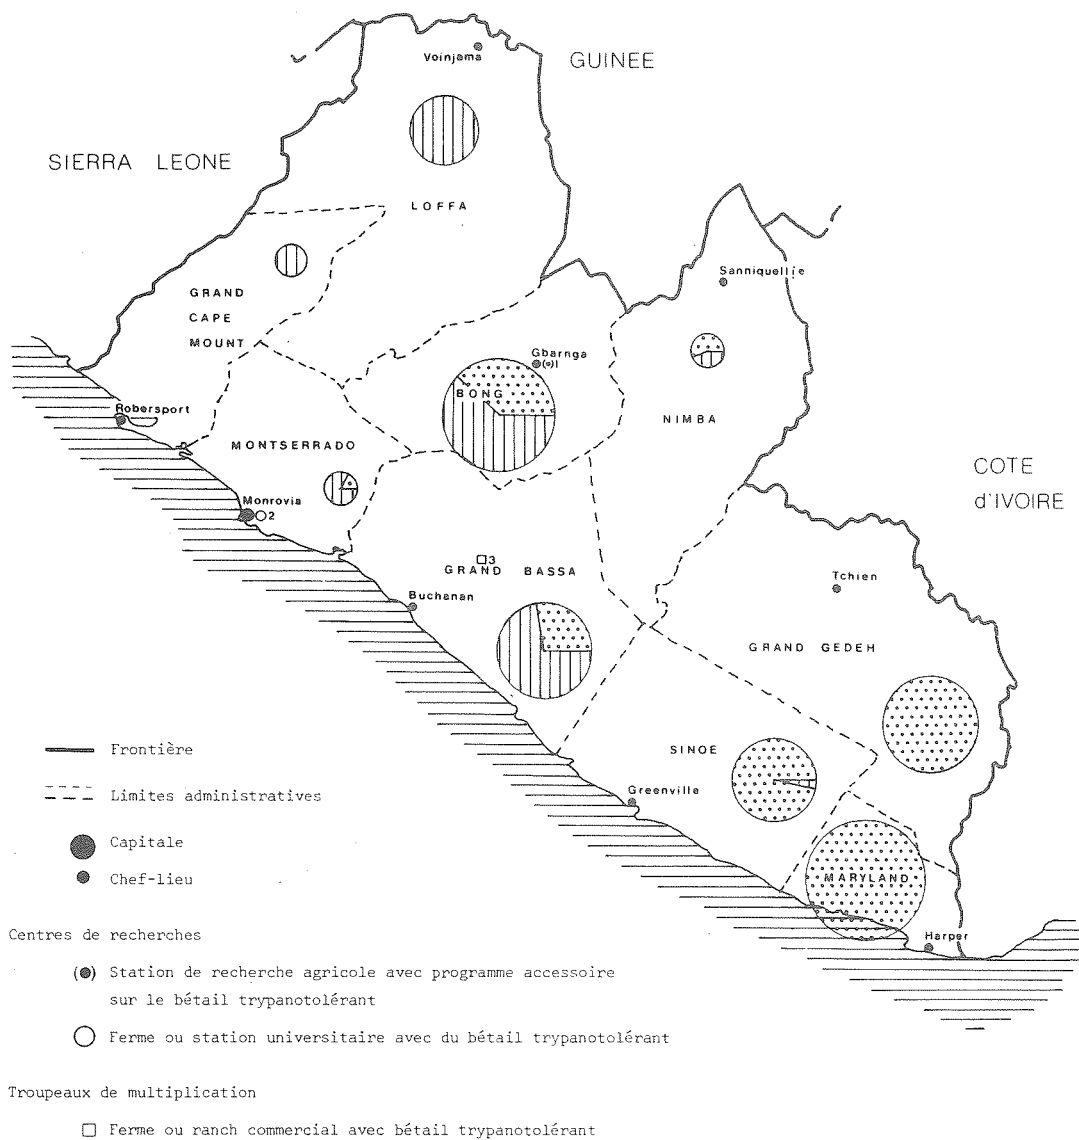 Voinjama
GUINEE
SIERRA LEONE
LOFFA
Sanniquellie
GRAND
CAPE
MOUNT
Gbarnga
(•)1
BONG
Robersport
NIMBA
MONTSERRADO
COTE
d'IVOIRE
Monrovia
2
3
GRAND BASSA
Tchien
Buchanan
GRAND GEDEH
SINOE
Frontière
Greenville
Limites administratives
Capitale
MARYLAND
Chef-lieu
Harper
Centres de recherches
Station de recherche agricole avec programme accessoire
sur le bétail trypanotolérant
Ferme ou station universitaire avec du bétail trypanotolérant
Troupeaux de multiplication
Ferme ou ranch commercial avec bétail trypanotolérant